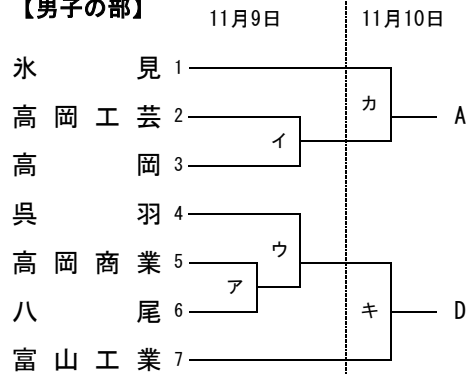 【男子の部】 11月9日 11月10日
氷見 1
カ A
高岡工芸 2
イ
高岡 3
呉羽 4
ウ
高岡商業 5
ア
八尾 6
キ D
富山工業 7